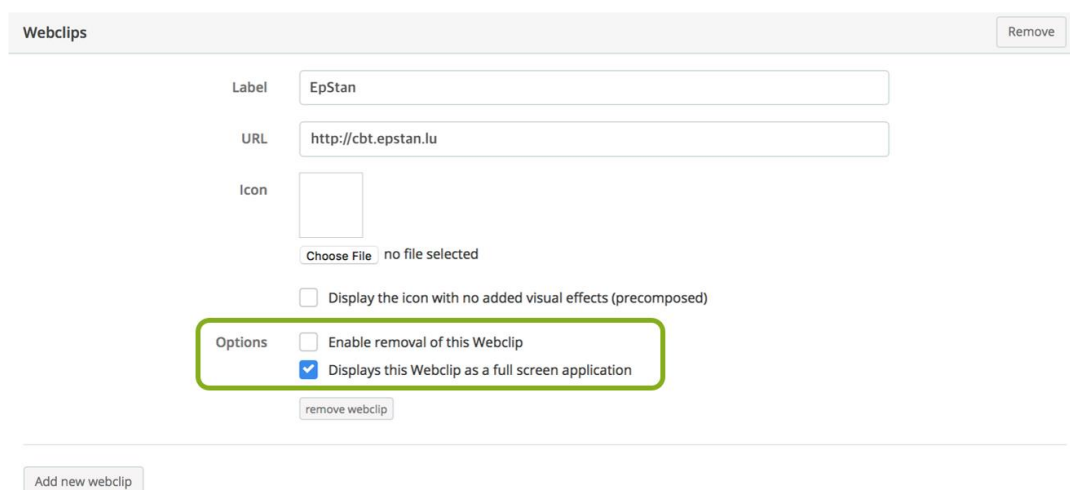 Webclips Remove
Label EpStan
URL http://cbt.epstan.lu
Icon
Choose File no file selected
Display the icon with no added visual effects (precomposed)
Options Enable removal of this Webclip
Displays this Webclip as a full screen application
remove webclip
Add new webclip